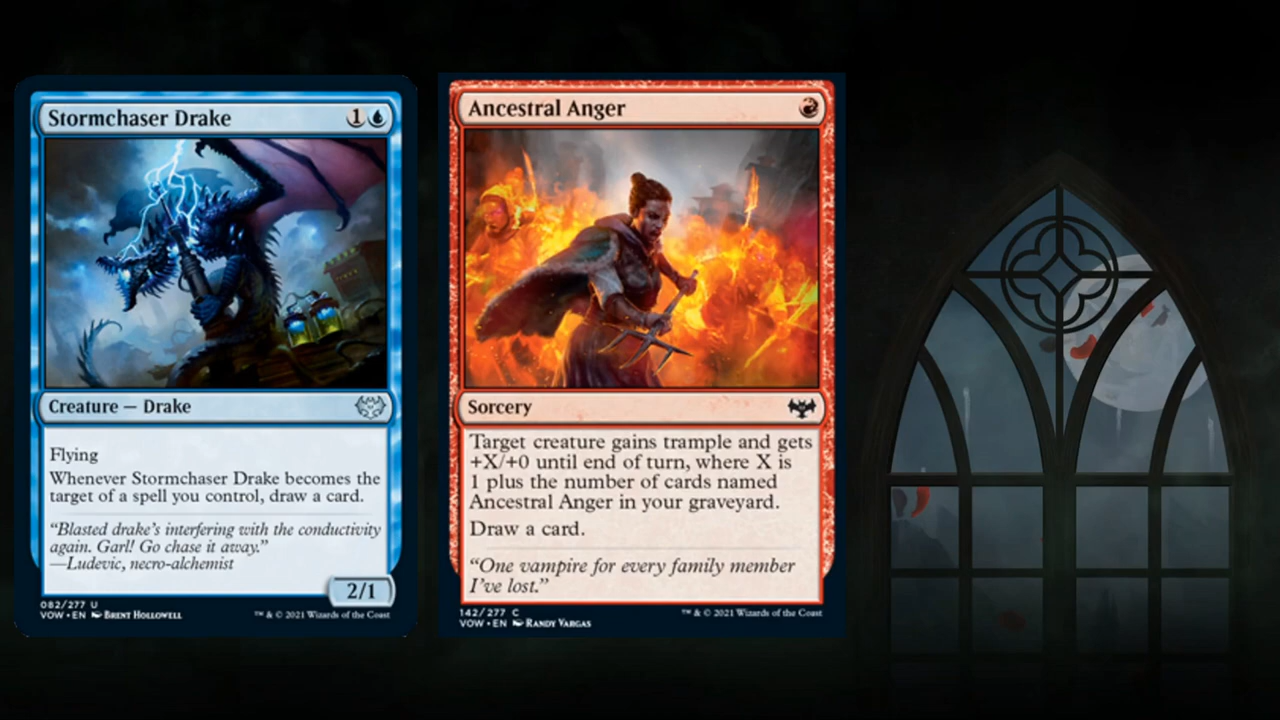 Stormchaser Drake 1
Creature — Drake
Flying
Whenever Stormchaser Drake becomes the
target of a spell you control, draw a card.
“Blasted drake’s interfering with the conductivity
again. Garl! Go chase it away.”
—Ludevic, necro-alchemist
2/1
082/277 U
VOW • EN BRENT HOLLOWELL
™ & © 2021 Wizards of the Coast
Ancestral Anger
Sorcery
Target creature gains trample and gets
+X/+0 until end of turn, where X is
1 plus the number of cards named
Ancestral Anger in your graveyard.
Draw a card.
“One vampire for every family member
I’ve lost.”
142/277 C
VOW • EN RANDY VARGAS
™ & © 2021 Wizards of the Coast